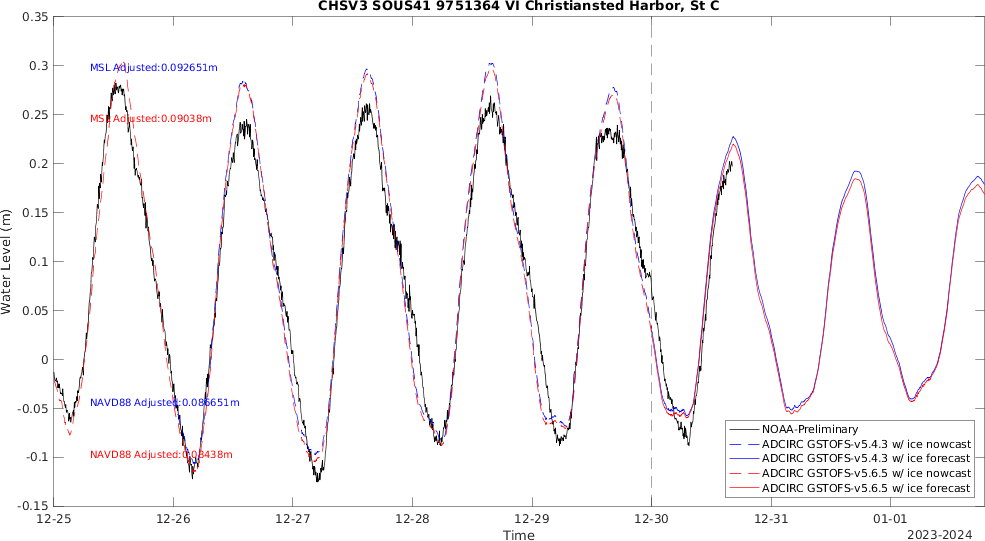 CHSV3 SOUS41 9751364 VI Christiansted Harbor, St C
0.35
0.3
0.25
0.2
0.15
0.1
0.05
0
-0.05
-0.1
-0.15
Water Level (m)
MSL Adjusted:0.092651m
MSL Adjusted:0.09038m
NAVD88 Adjusted:0.086651m
NAVD88 Adjusted:0.08438m
NOAA-Preliminary
ADCIRC GSTOFS-v5.4.3 w/ ice nowcast
ADCIRC GSTOFS-v5.4.3 w/ ice forecast
ADCIRC GSTOFS-v5.6.5 w/ ice nowcast
ADCIRC GSTOFS-v5.6.5 w/ ice forecast
12-25 12-26 12-27 12-28 12-29 12-30 12-31 01-01
Time
2023-2024